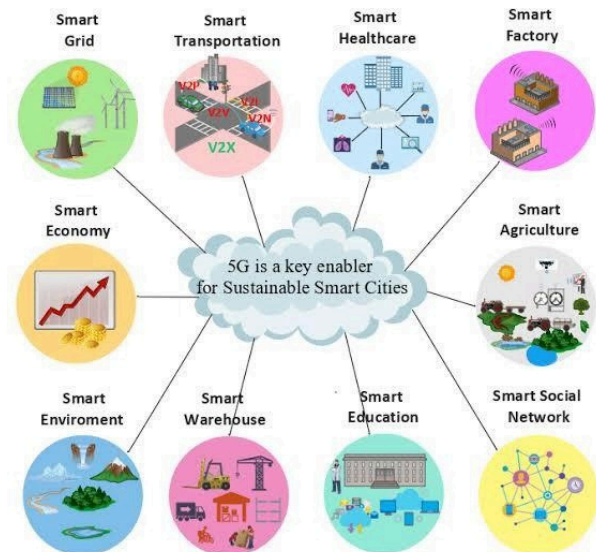 Smart
Grid
Smart
Transportation
Smart
Healthcare
Smart
Factory
V2P
V2I
V2V
V2N
V2X
Smart
Economy
5G is a key enabler
for Sustainable Smart Cities
Smart
Agriculture
Smart
Enviroment
Smart
Warehouse
Smart
Education
Smart Social
Network